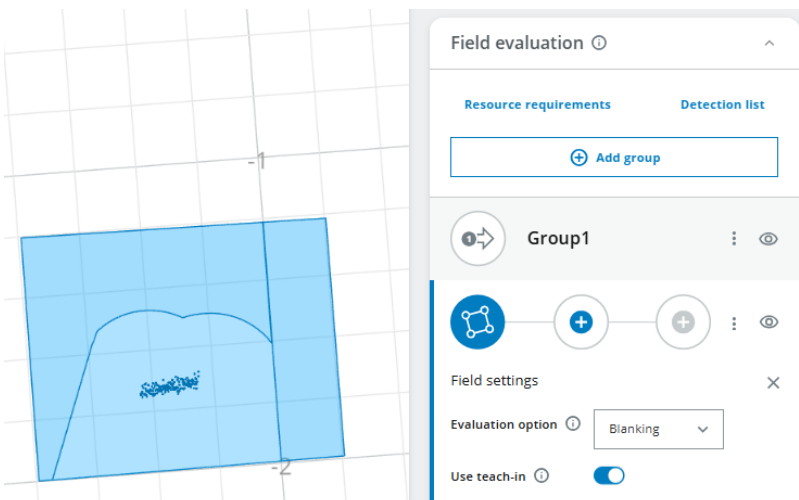 Field evaluation
Resource requirements
Detection list
Add group
-1
1
Group1
Field settings
Evaluation option
Blanking
-2
Use teach-in